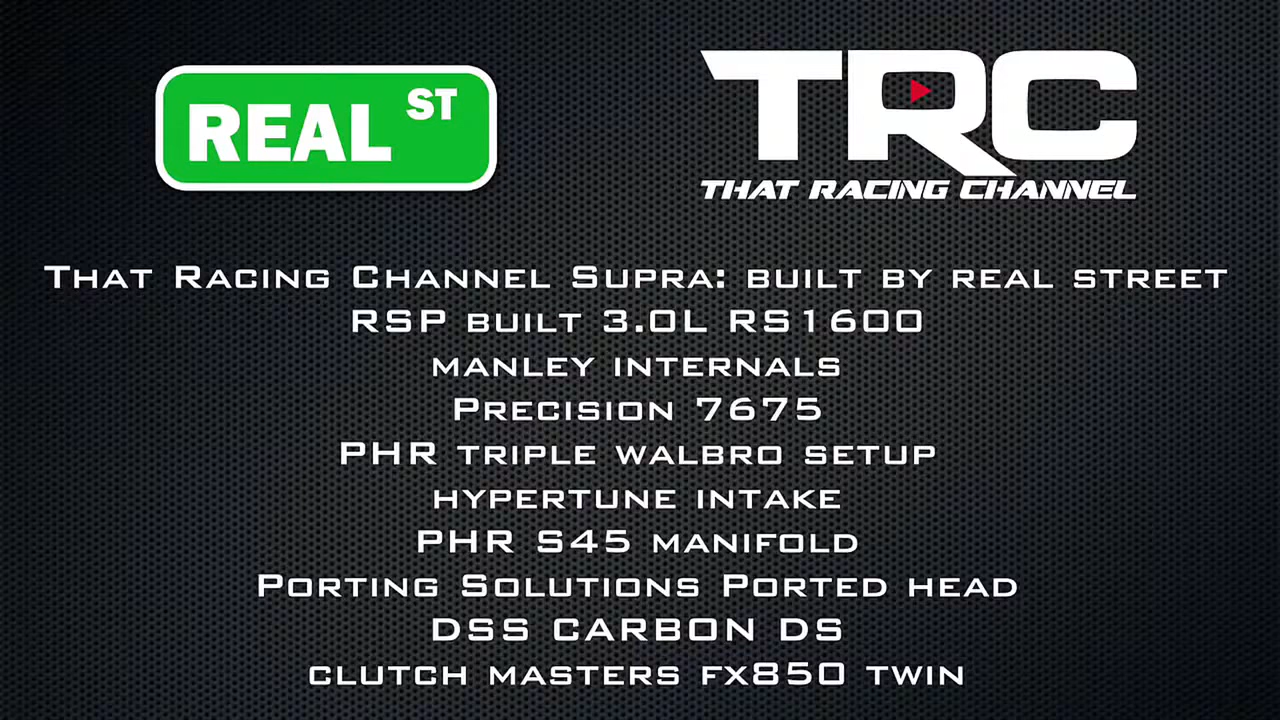 REAL ST
TRC
THAT RACING CHANNEL
THAT RACING CHANNEL SUPRA: BUILT BY REAL STREET
RSP BUILT 3.0L RS1600
MANLEY INTERNALS
PRECISION 7675
PHR TRIPLE WALBRO SETUP
HYPERTUNE INTAKE
PHR S45 MANIFOLD
PORTING SOLUTIONS PORTED HEAD
DSS CARBON DS
CLUTCH MASTERS FX850 TWIN